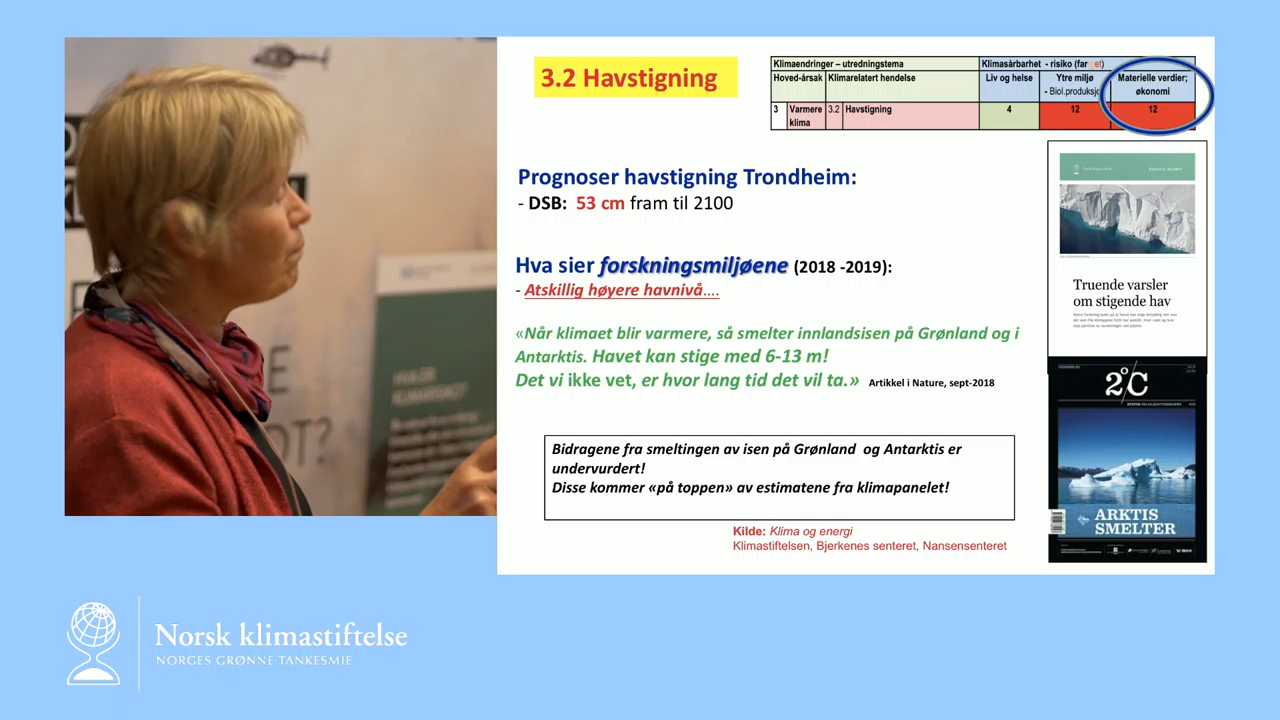 3.2 Havstigning
Klimaendringer – utredningstema
Klimasårbarhet - risiko (far et)
Hoved-årsak
Klimarelatert hendelse
Liv og helse
Ytre miljø
- Biol.produksjo
Materielle verdier;
økonomi
3
Varmere
klima
3.2
Havstigning
4
12
12
Prognoser havstigning Trondheim:
- DSB: 53 cm fram til 2100
Hva sier forskningsmiljøene (2018 -2019):
- Atskillig høyere havnivå....
«Når klimaet blir varmere, så smelter innlandsisen på Grønland og i
Antarktis. Havet kan stige med 6-13 m!
Det vi ikke vet, er hvor lang tid det vil ta.» Artikkel i Nature, sept-2018
Bidragene fra smeltingen av isen på Grønland og Antarktis er
undervurdert!
Disse kommer «på toppen» av estimatene fra klimapanelet!
Kilde: Klima og energi
Klimastiftelsen, Bjerkenes senteret, Nansensenteret
Truende varsler
om stigende hav
2°C
ARKTIS
SMELTER
Norsk klimastiftelse
NORGES GRØNNE TANKESMIE